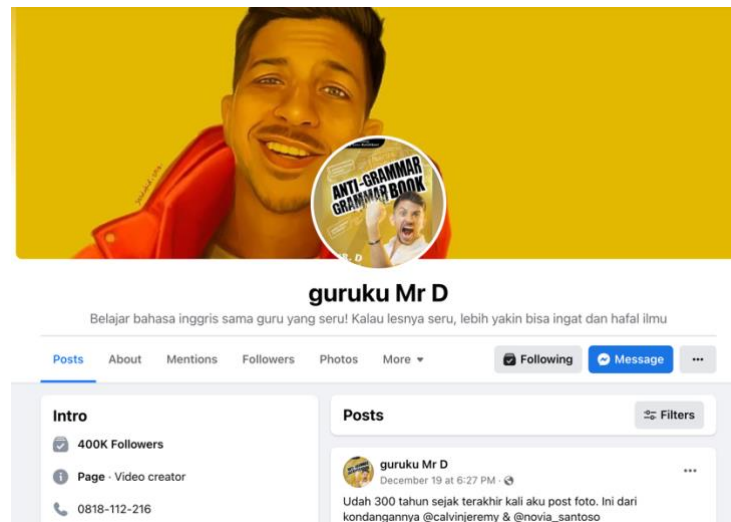 ANTI-GRAMMAR
GRAMMAR BOOK
R. D
guruku Mr D
Belajar bahasa inggris sama guru yang seru! Kalau lesnya seru, lebih yakin bisa ingat dan hafal ilmu
Posts About Mentions Followers Photos More
Following
Message
Intro
400K Followers
Page · Video creator
0818-112-216
Posts
Filters
guruku Mr D
December 19 at 6:27 PM ·
Udah 300 tahun sejak terakhir kali aku post foto. Ini dari
kondangannya @calvinjeremy & @novia_santoso